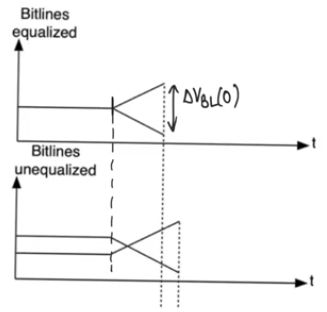 Bitlines
equalized
ΔV_BL(0)
t
Bitlines
unequalized
t